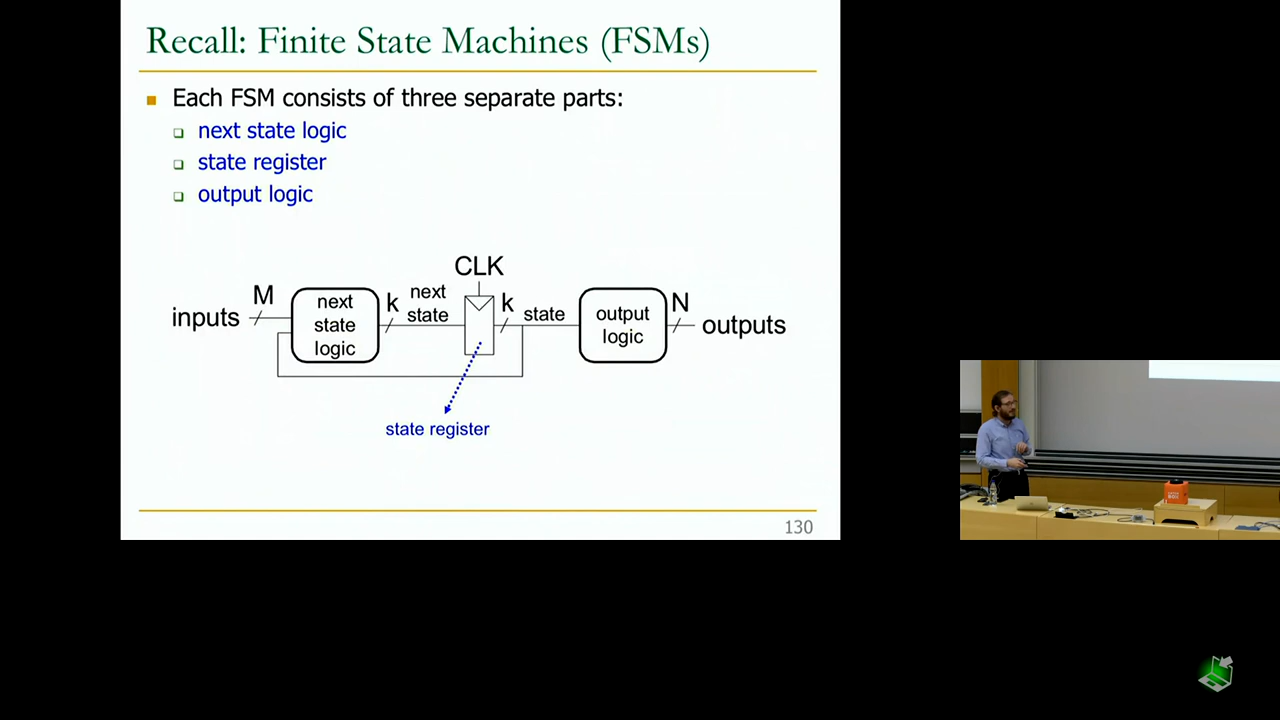 Recall: Finite State Machines (FSMs)
Each FSM consists of three separate parts:
next state logic
state register
output logic
CLK
inputs
M
next
state
logic
k
next
state
k
state
output
logic
N
outputs
state register
130